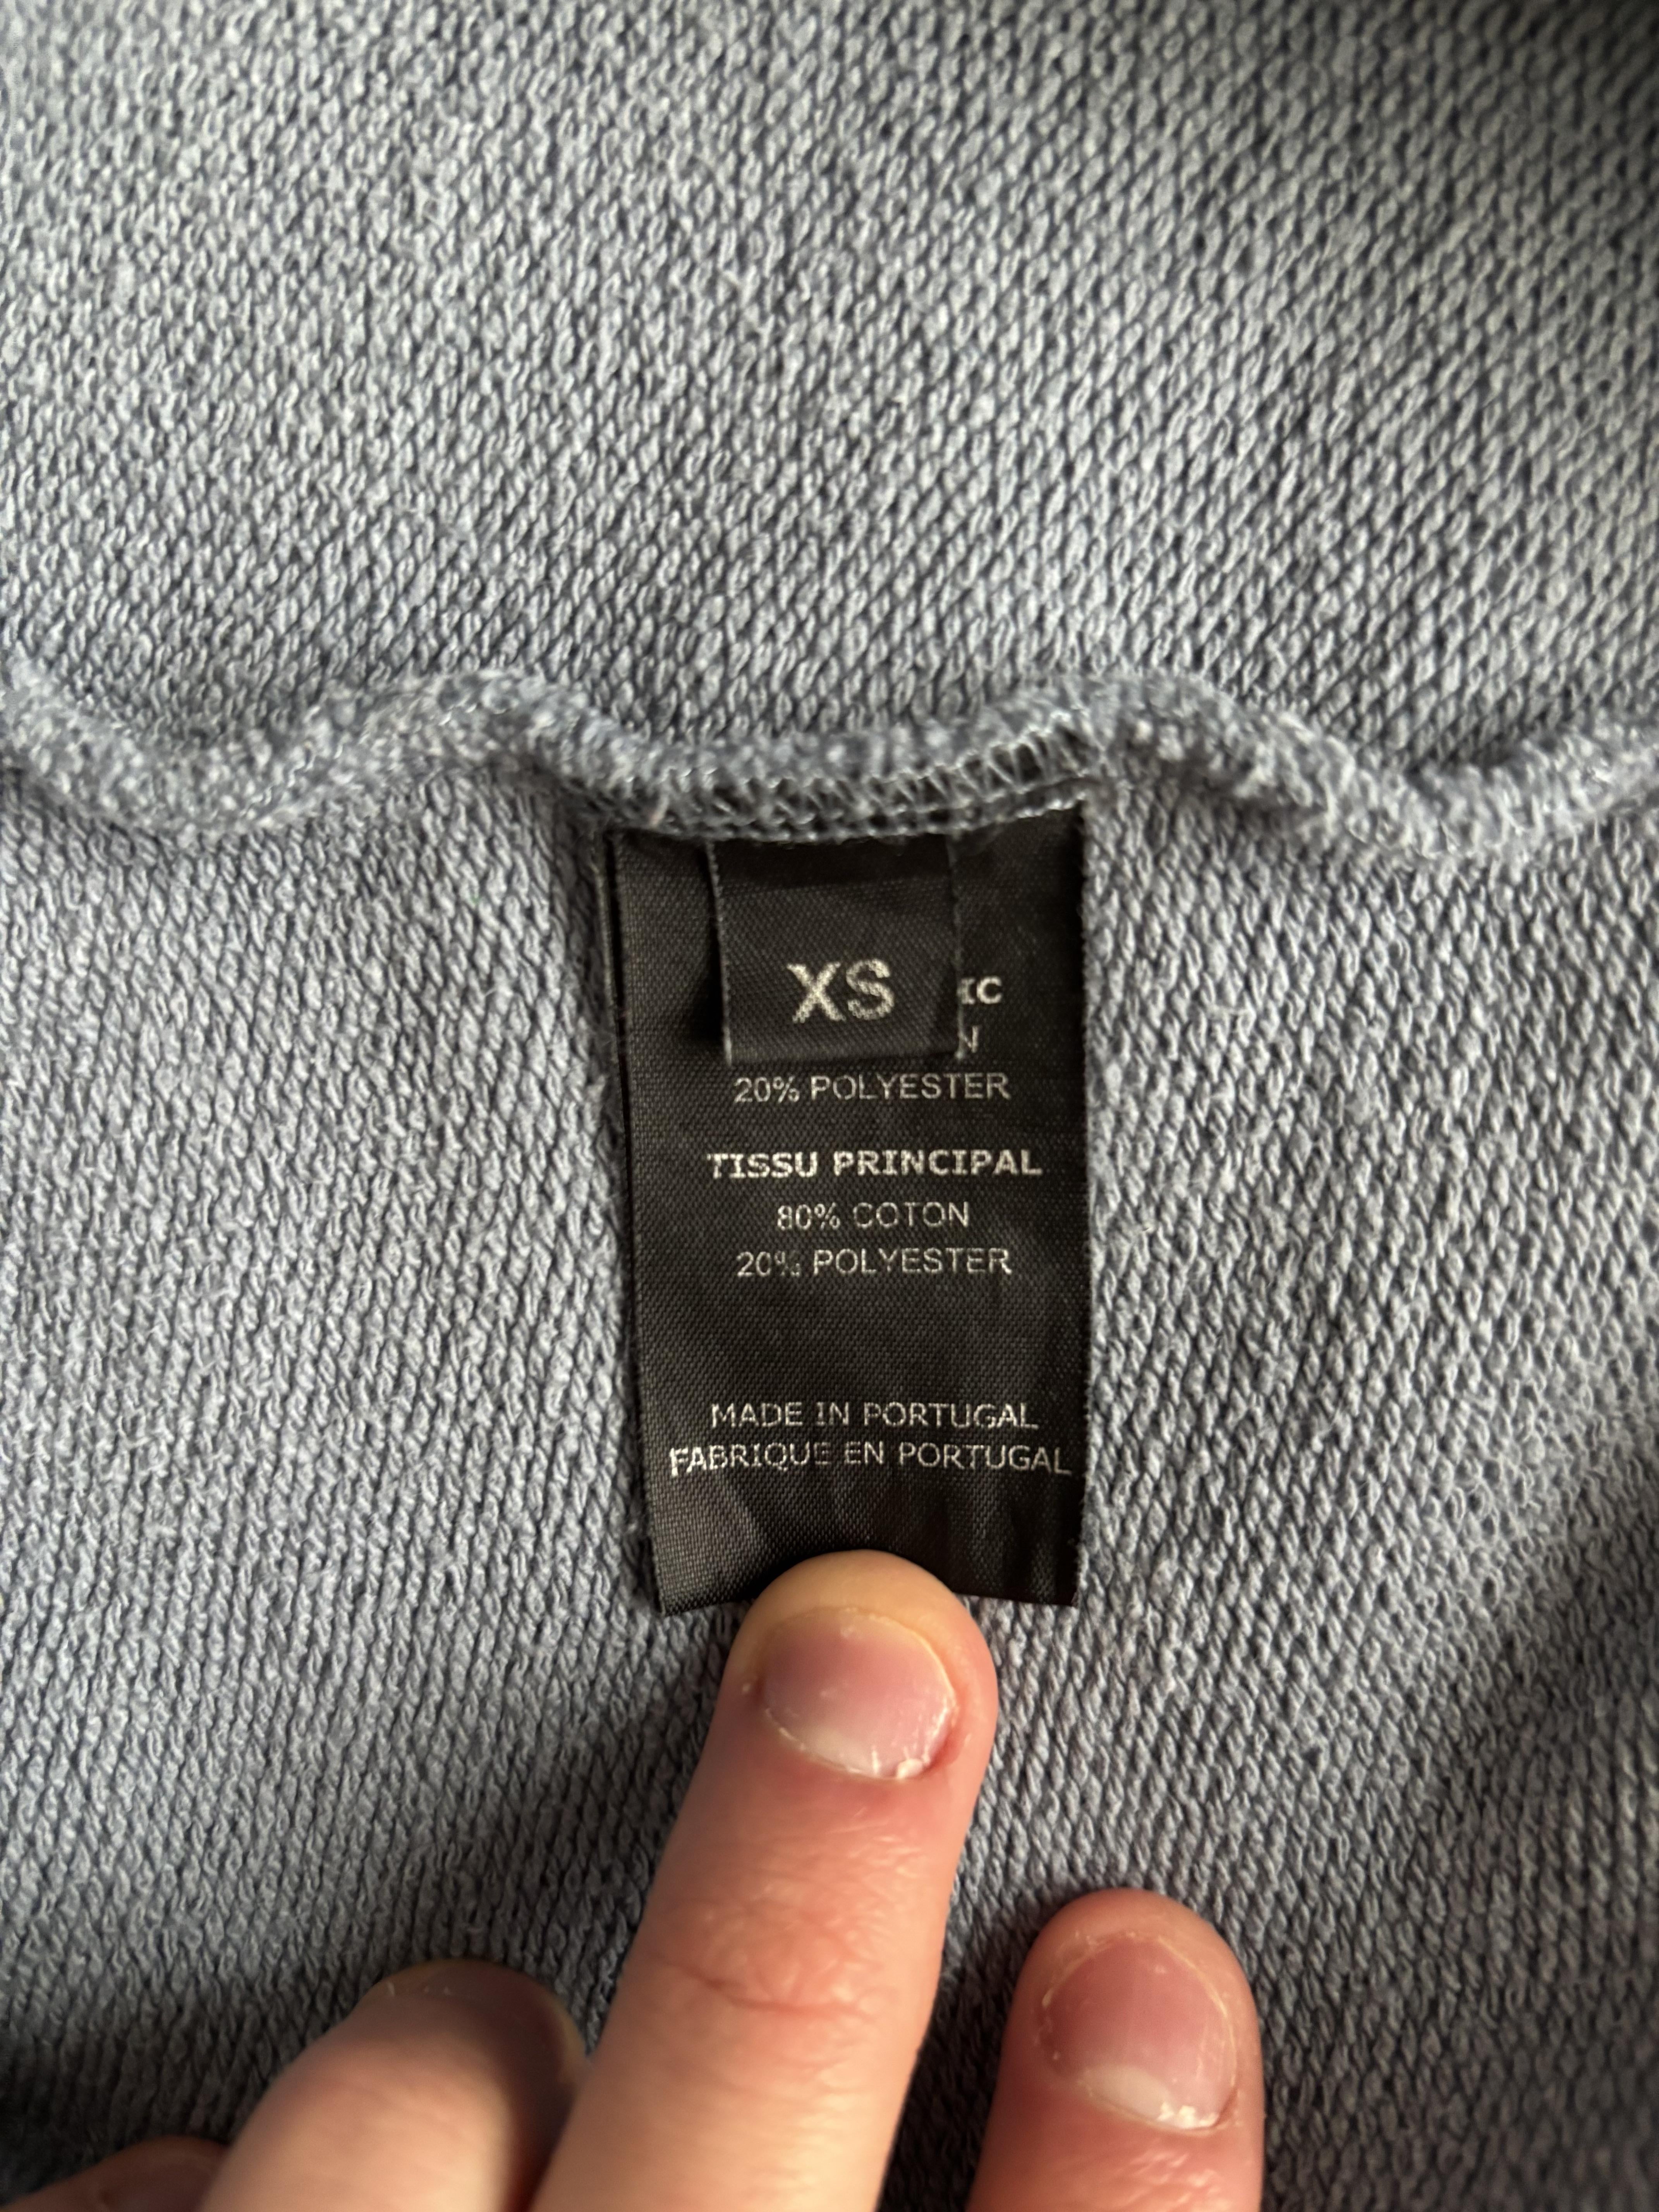 XS
20% POLYESTER
TISSU PRINCIPAL
80% COTON
20% POLYESTER
MADE IN PORTUGAL
FABRIQUE EN PORTUGAL